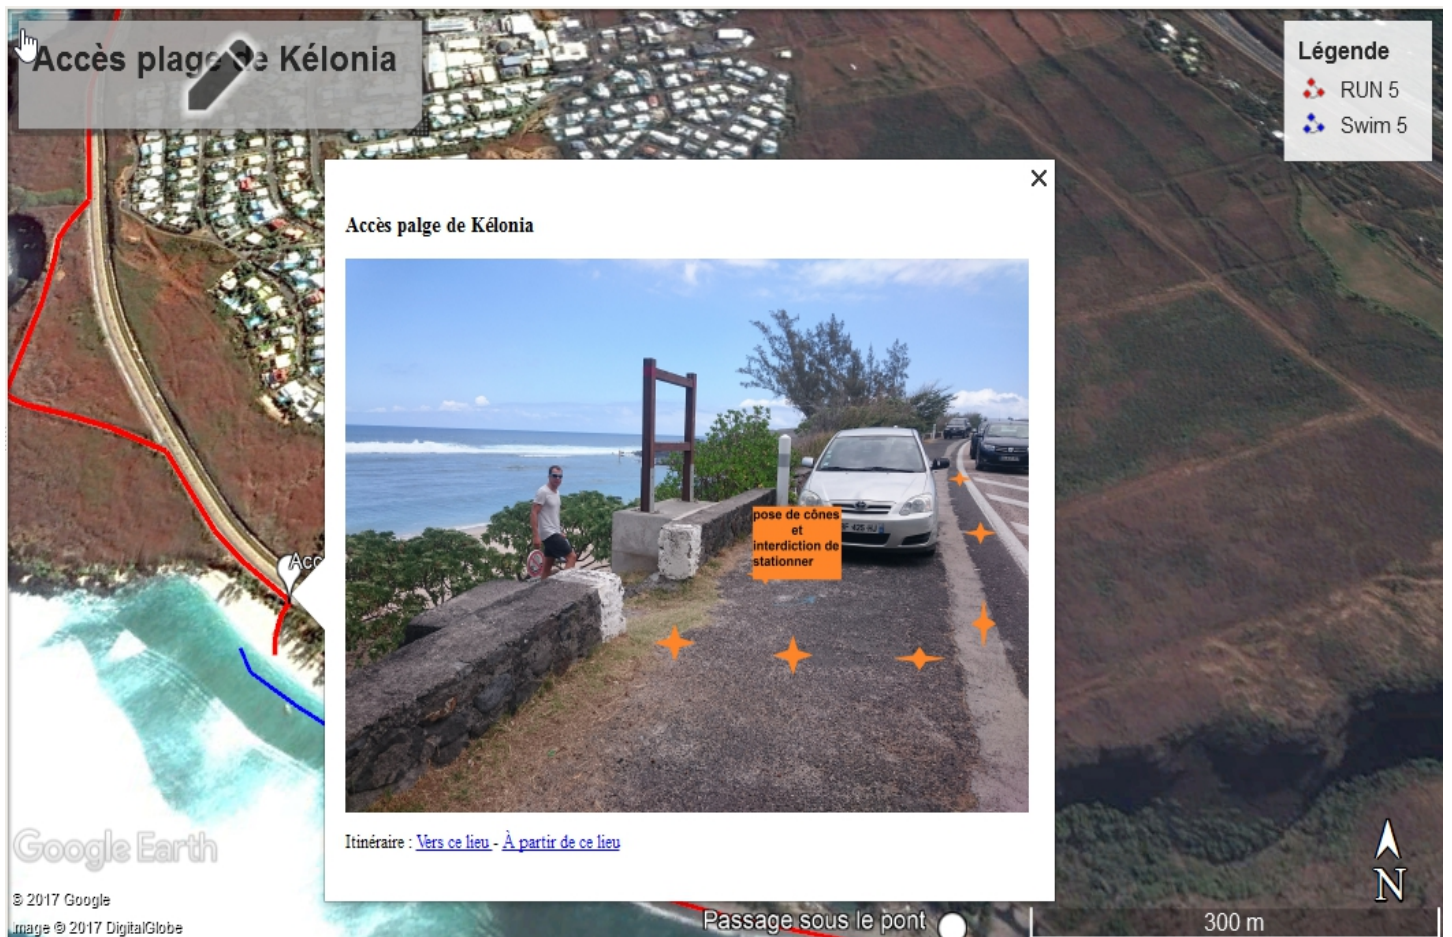 Accès plage de Kélonia
Légende
RUN 5
Swim 5
Accès palge de Kélonia
pose de cônes
et
interdiction de
stationner
Acc
Itinéraire : Vers ce lieu - À partir de ce lieu
Google Earth
© 2017 Google
Image © 2017 DigitalGlobe
Passage sous le pont
300 m
N